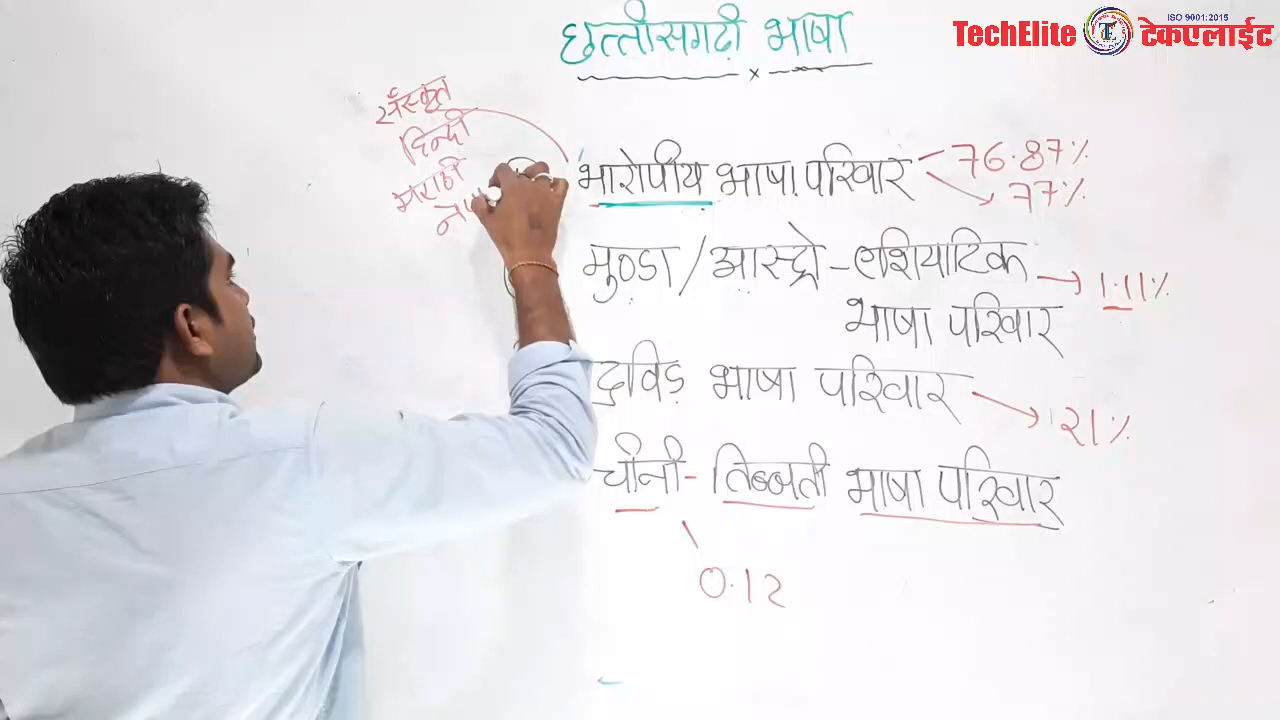 ISO 9001:2015
TechElite टेकएलाईट
छत्तीसगढ़ी भाषा
x
संस्कृत
हिन्दी
मराठी
भारोपीय भाषा परिवार
76.87%
77%
मुण्डा / आस्ट्रो - एशियाटिक
भाषा परिवार
1.11%
द्रविड़ भाषा परिवार
21%
चीनी - तिब्बती भाषा परिवार
0.12